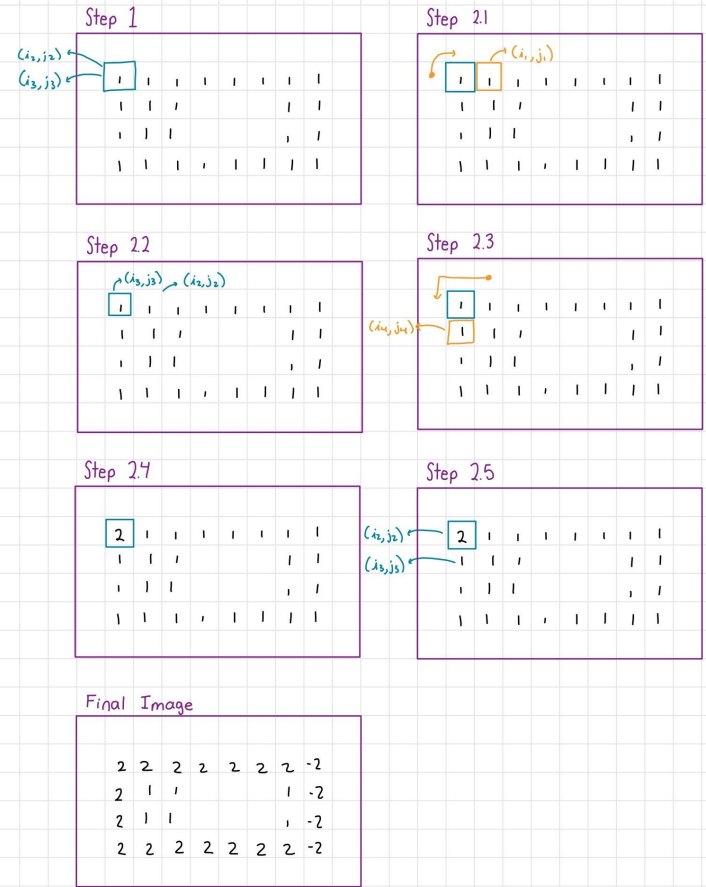 Step 1
(i₂,j₂)
(i₃,j₃)
1 1 1 1 1 1 1 1
1 1 1 1 1
1 1 1 1 1
1 1 1 1 1 1 1 1
Step 2.1
(i₁,j₁)
1 1 1 1 1 1 1 1
1 1 1 1 1
1 1 1 1 1
1 1 1 1 1 1 1 1
Step 2.2
(i₃,j₃) (i₂,j₂)
1 1 1 1 1 1 1 1
1 1 1 1 1
1 1 1 1 1
1 1 1 1 1 1 1 1
Step 2.3
1 1 1 1 1 1 1 1
(i₄,j₄)
1 1 1 1 1
1 1 1 1 1
1 1 1 1 1 1 1 1
Step 2.4
2 1 1 1 1 1 1 1
1 1 1 1 1
1 1 1 1 1
1 1 1 1 1 1 1 1
Step 2.5
(i₂,j₂)
2 1 1 1 1 1 1 1
(i₃,j₃)
1 1 1 1 1
1 1 1 1 1
1 1 1 1 1 1 1 1
Final Image
2 2 2 2 2 2 2 -2
2 1 1 1 -2
2 1 1 1 -2
2 2 2 2 2 2 2 -2